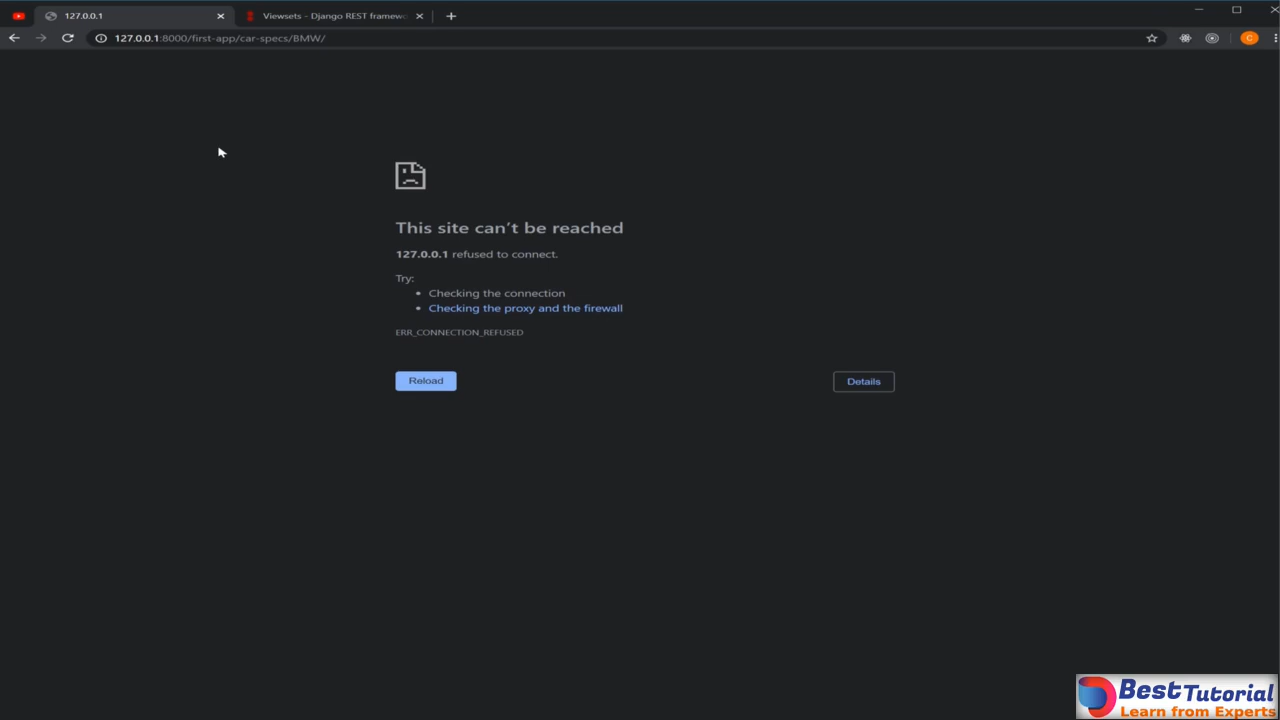 127.0.0.1
Viewsets - Django REST framew
127.0.0.1:8000/first-app/car-specs/BMW/
C
This site can't be reached
127.0.0.1 refused to connect.
Try:
• Checking the connection
• Checking the proxy and the firewall
ERR_CONNECTION_REFUSED
Reload
Details
BestTutorial
Learn from Experts